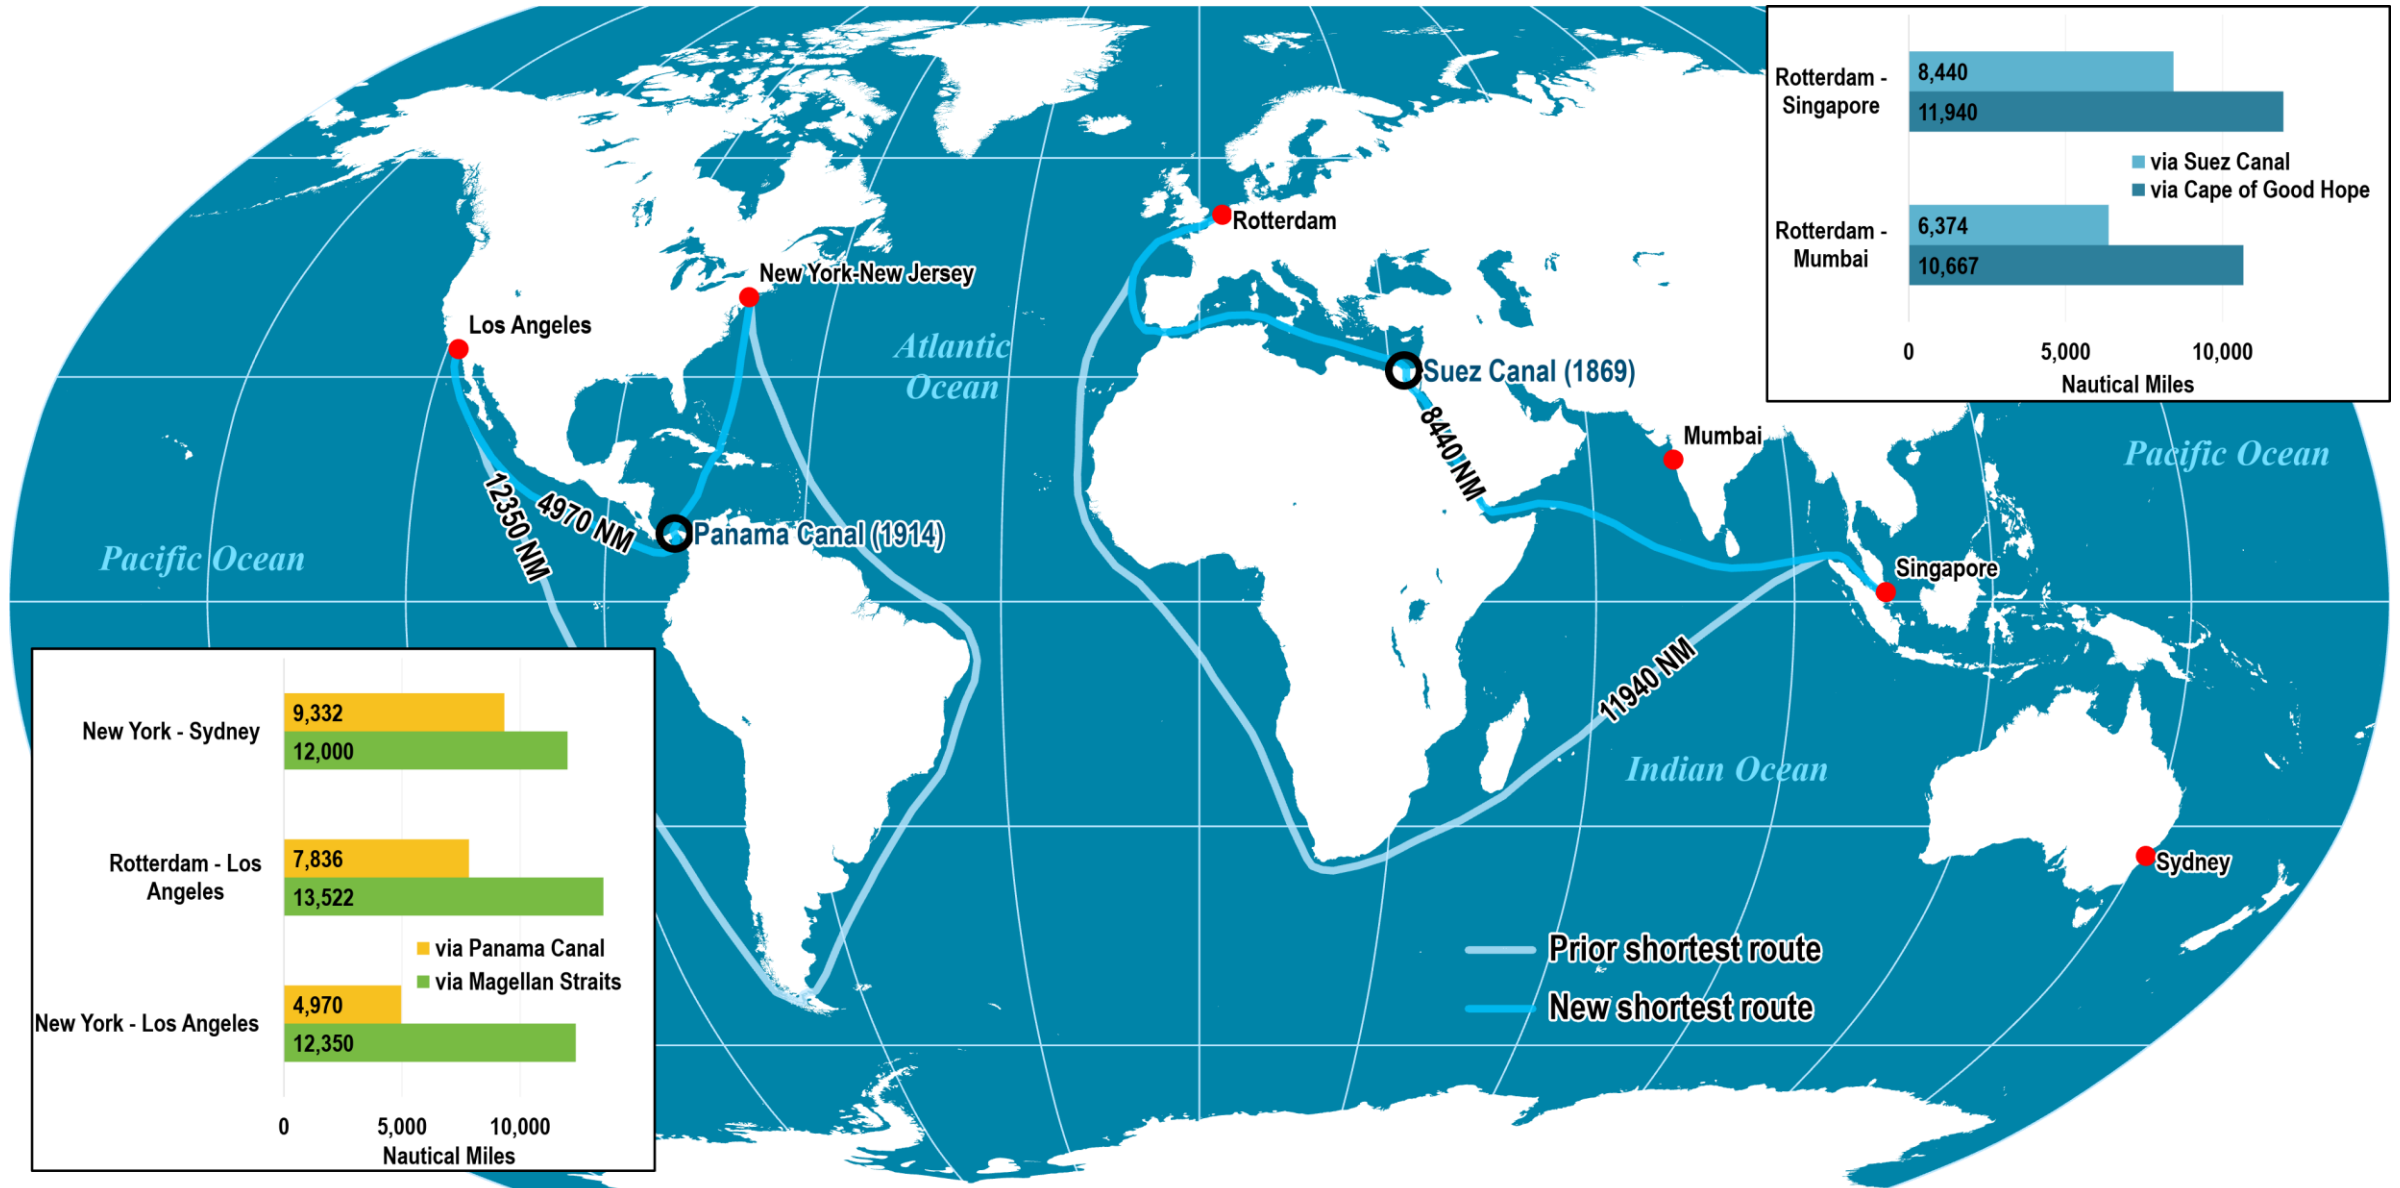 Rotterdam -
Singapore
8,440
11,940
via Suez Canal
via Cape of Good Hope
Rotterdam -
Mumbai
6,374
10,667
0
5,000
10,000
Nautical Miles
Rotterdam
New York-New Jersey
Los Angeles
Atlantic
Ocean
Suez Canal (1869)
8440 NM
Mumbai
Pacific Ocean
12350 NM
4970 NM
Panama Canal (1914)
Pacific Ocean
Singapore
11940 NM
Indian Ocean
Sydney
New York - Sydney
9,332
12,000
Rotterdam - Los
Angeles
7,836
13,522
via Panama Canal
via Magellan Straits
New York - Los Angeles
4,970
12,350
0
5,000
10,000
Nautical Miles
Prior shortest route
New shortest route